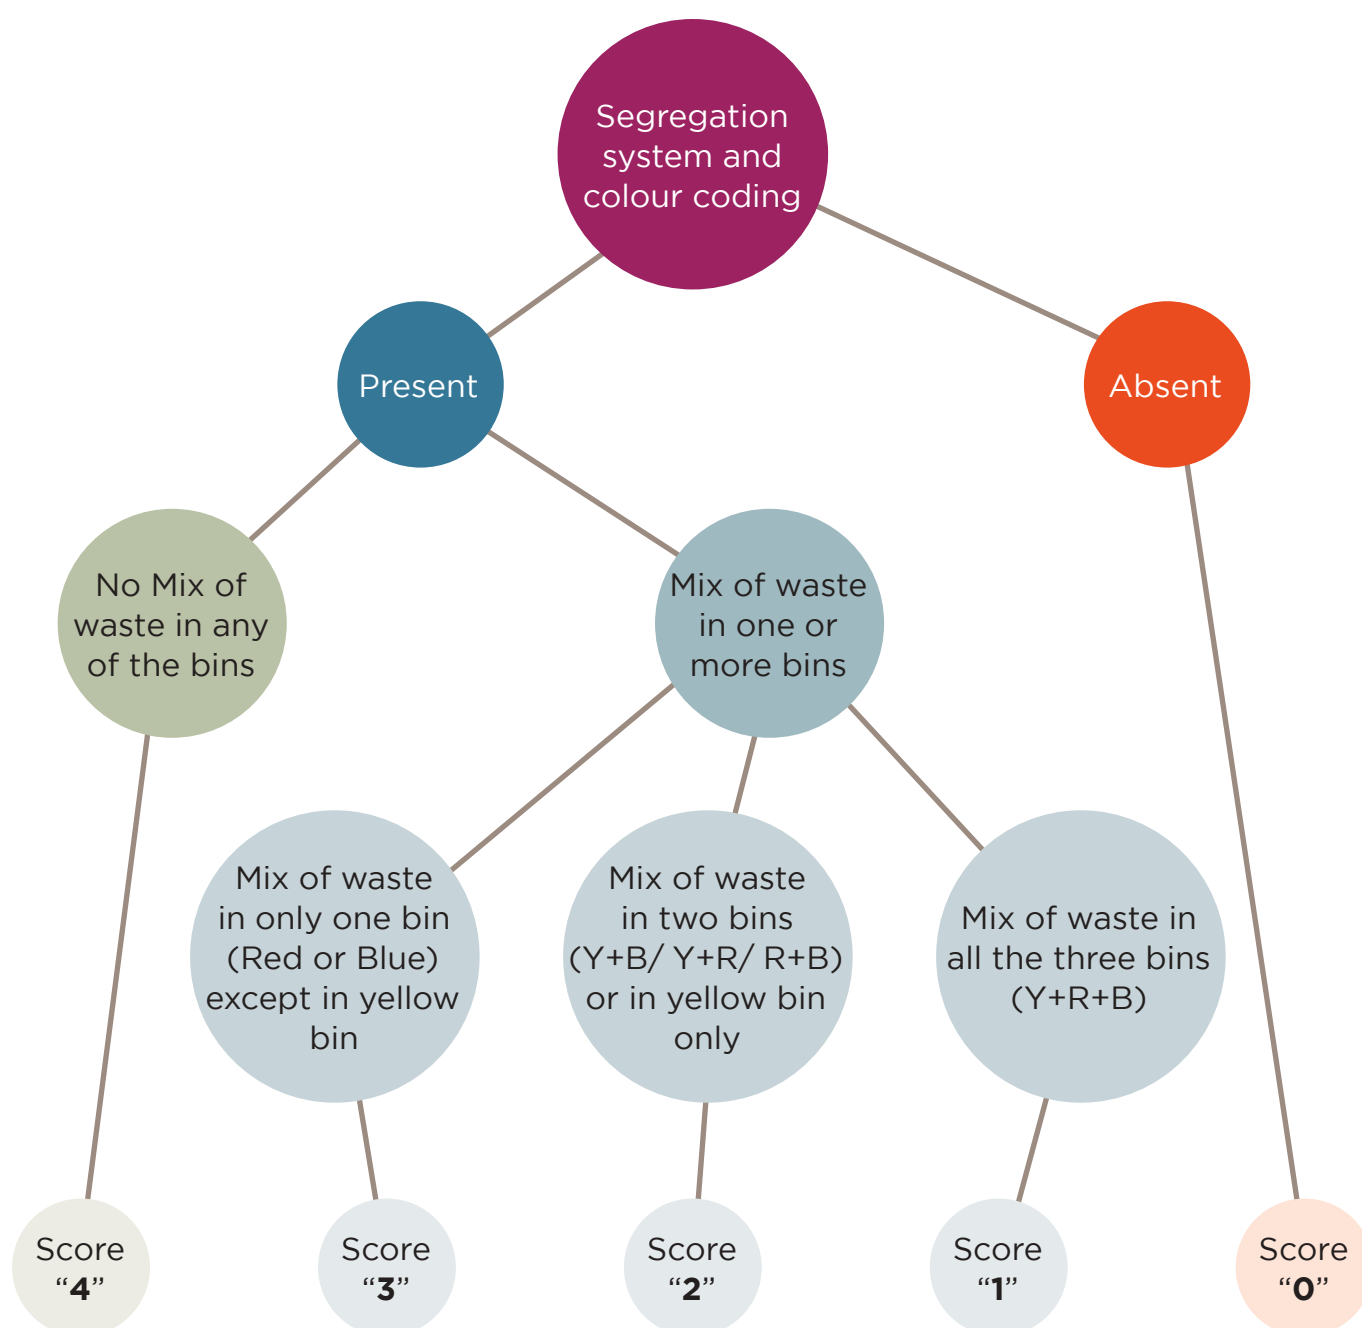 Segregation
system and
colour coding
Present
Absent
No Mix of
waste in any
of the bins
Mix of waste
in one or
more bins
Mix of waste
in only one bin
(Red or Blue)
except in yellow
bin
Mix of waste
in two bins
(Y+B/ Y+R/ R+B)
or in yellow bin
only
Mix of waste in
all the three bins
(Y+R+B)
Score
“4”
Score
“3”
Score
“2”
Score
“1”
Score
“0”